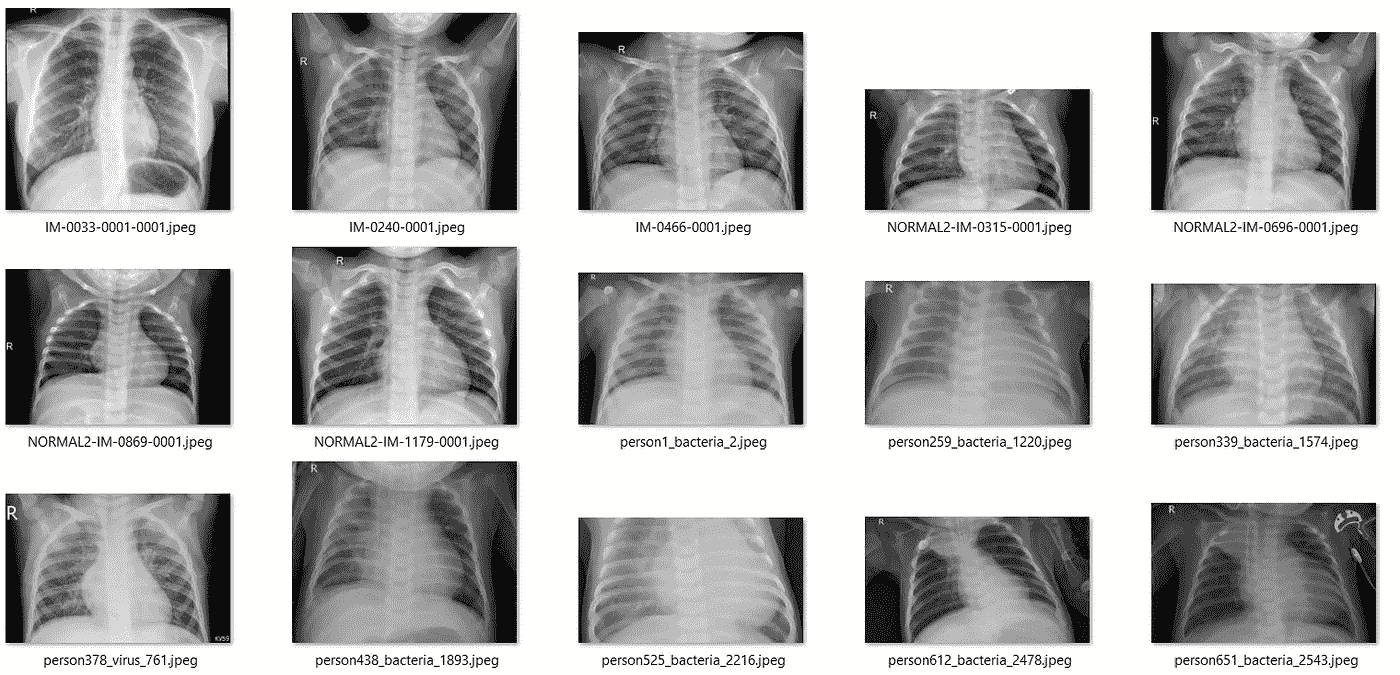 R
R
R
R
R
IM-0033-0001-0001.jpeg
IM-0240-0001.jpeg
IM-0466-0001.jpeg
NORMAL2-IM-0315-0001.jpeg
NORMAL2-IM-0696-0001.jpeg
R
R
R
R
NORMAL2-IM-0869-0001.jpeg
NORMAL2-IM-1179-0001.jpeg
person1_bacteria_2.jpeg
person259_bacteria_1220.jpeg
person339_bacteria_1574.jpeg
R
R
R
R
person378_virus_761.jpeg
person438_bacteria_1893.jpeg
person525_bacteria_2216.jpeg
person612_bacteria_2478.jpeg
person651_bacteria_2543.jpeg